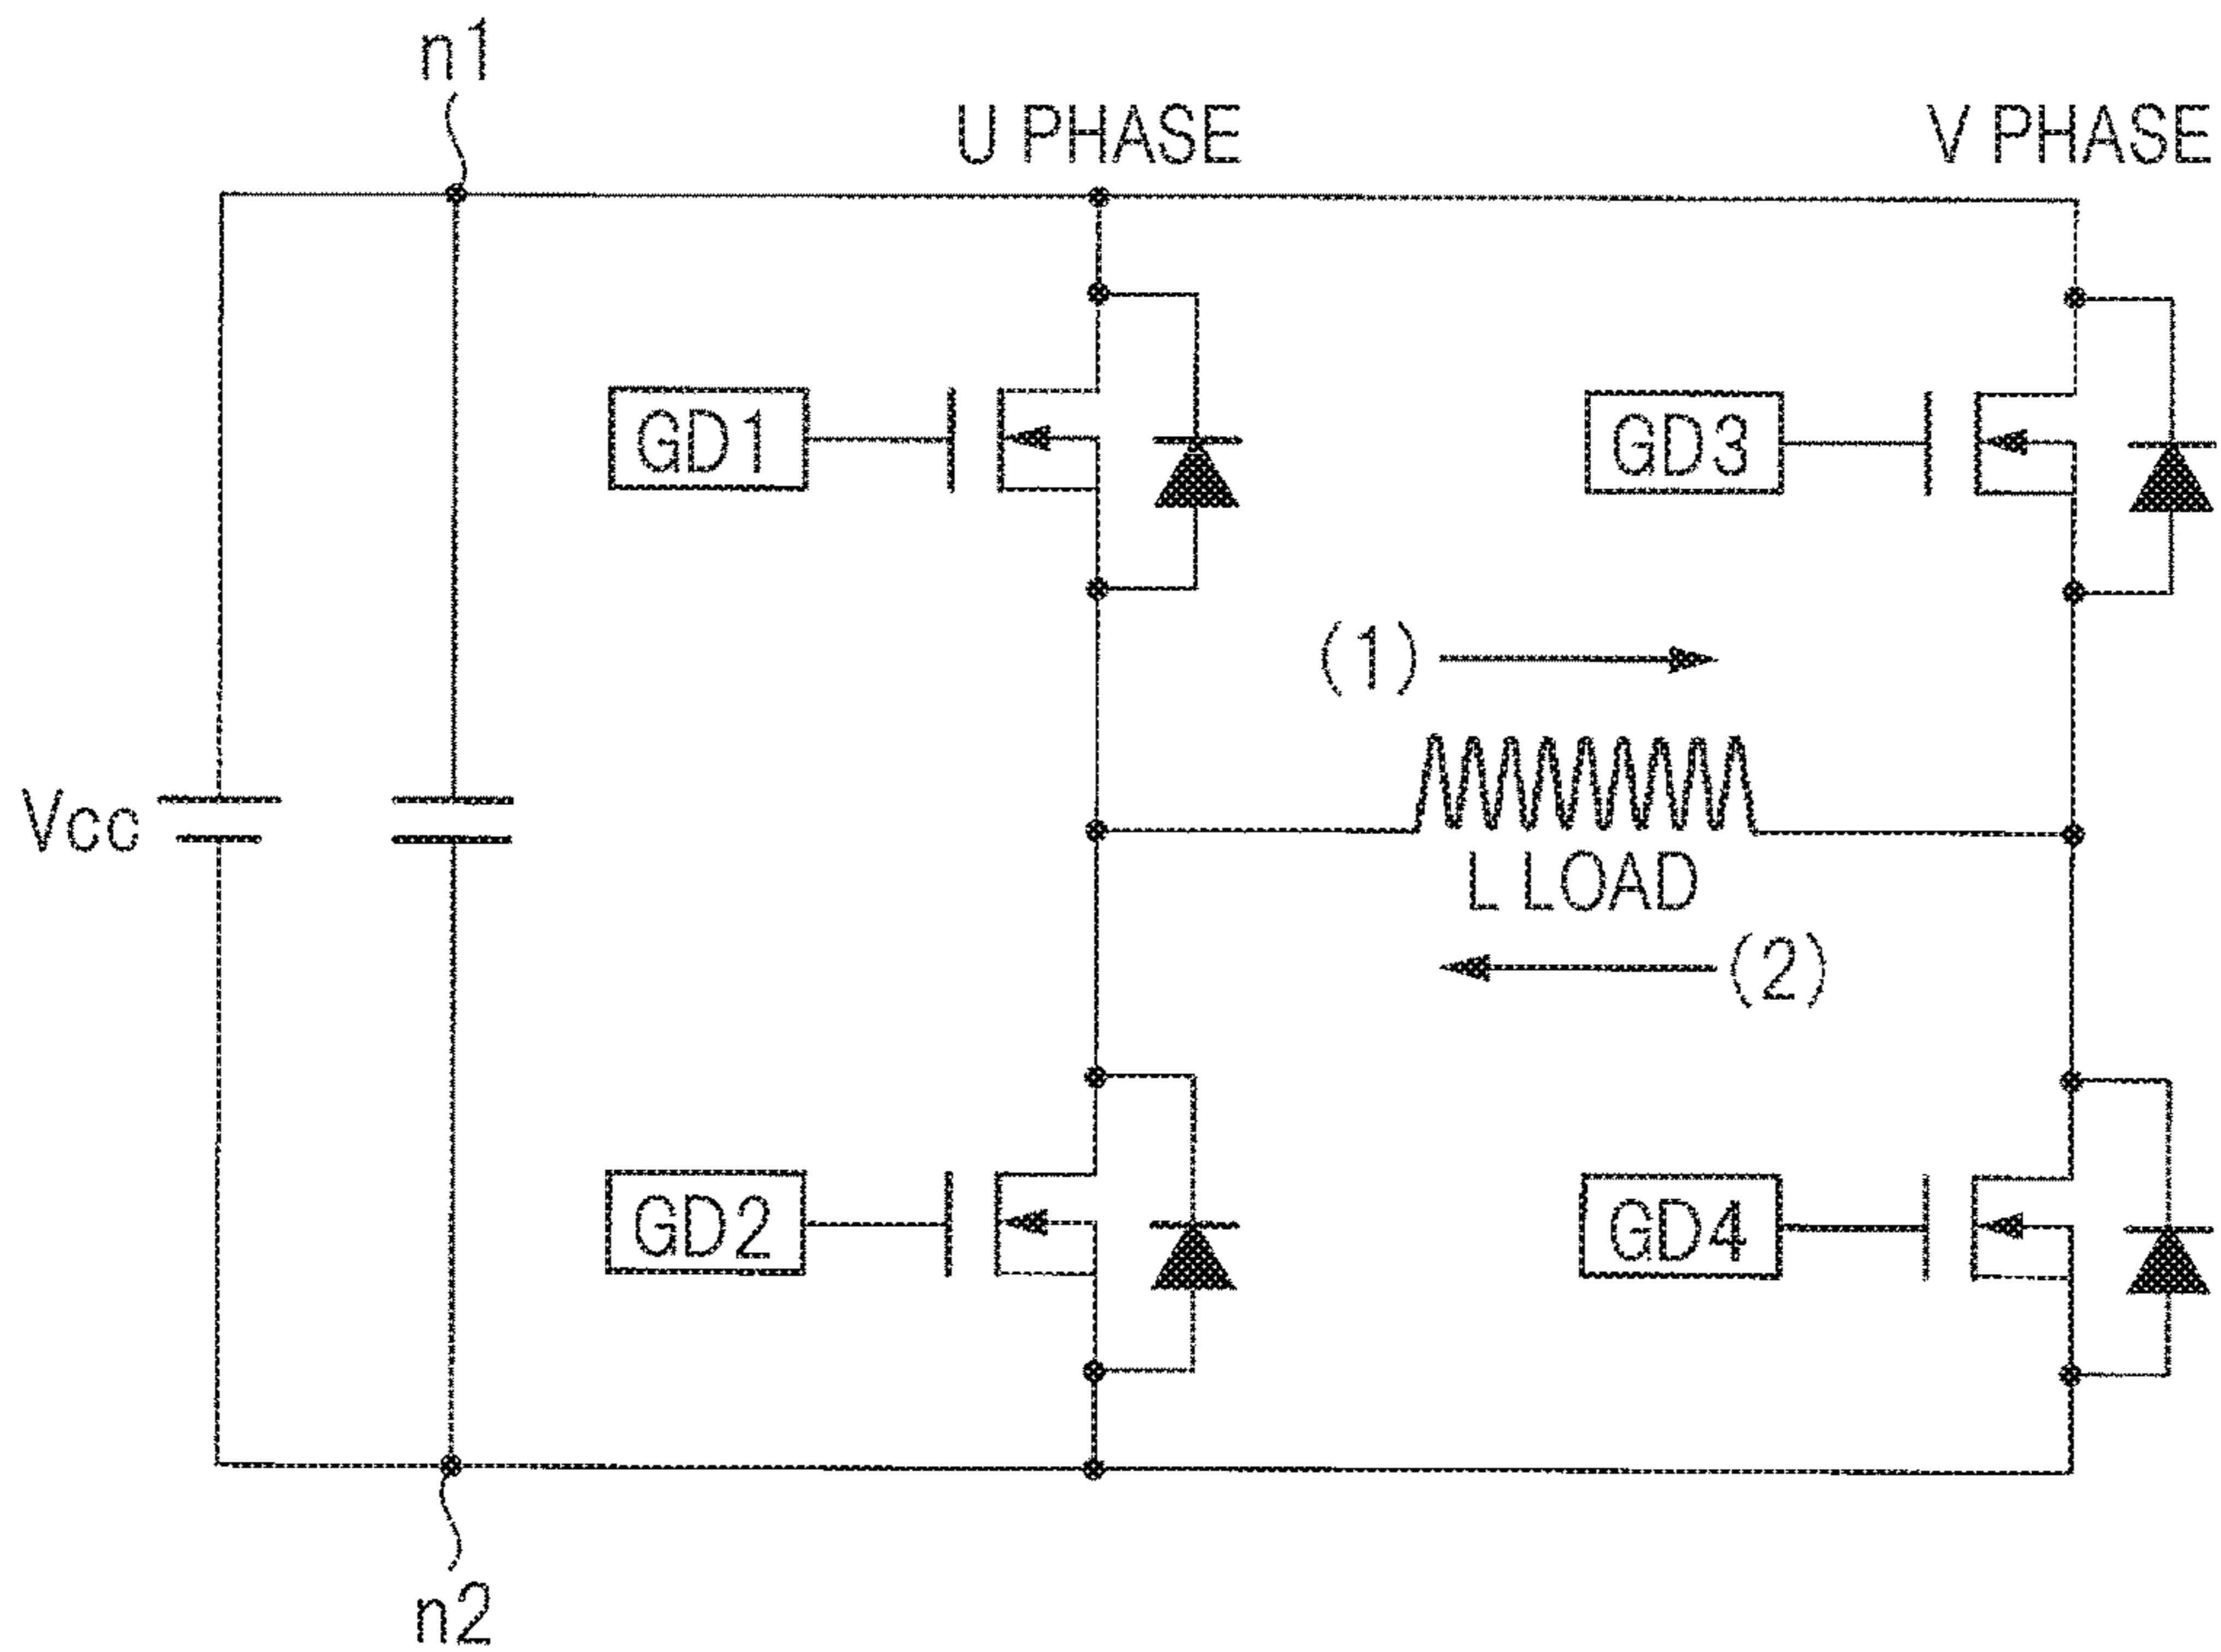 n1
U PHASE
V PHASE
GD1
GD3
(1)
Vcc
L LOAD
(2)
GD2
GD4
n2